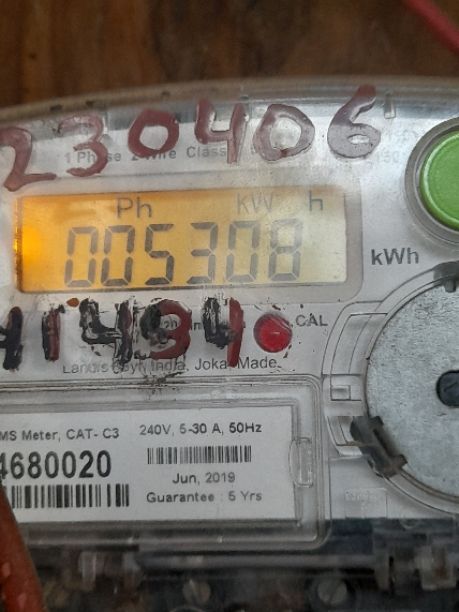 230406
1 Phase 2 Wire Class
Ph kW h
005308
kWh
CAL
Landis Gyr, India. Joka, Made
MS Meter, CAT- C3 240V, 5-30 A, 50Hz
4680020
Jun, 2019
Guarantee : 5 Yrs